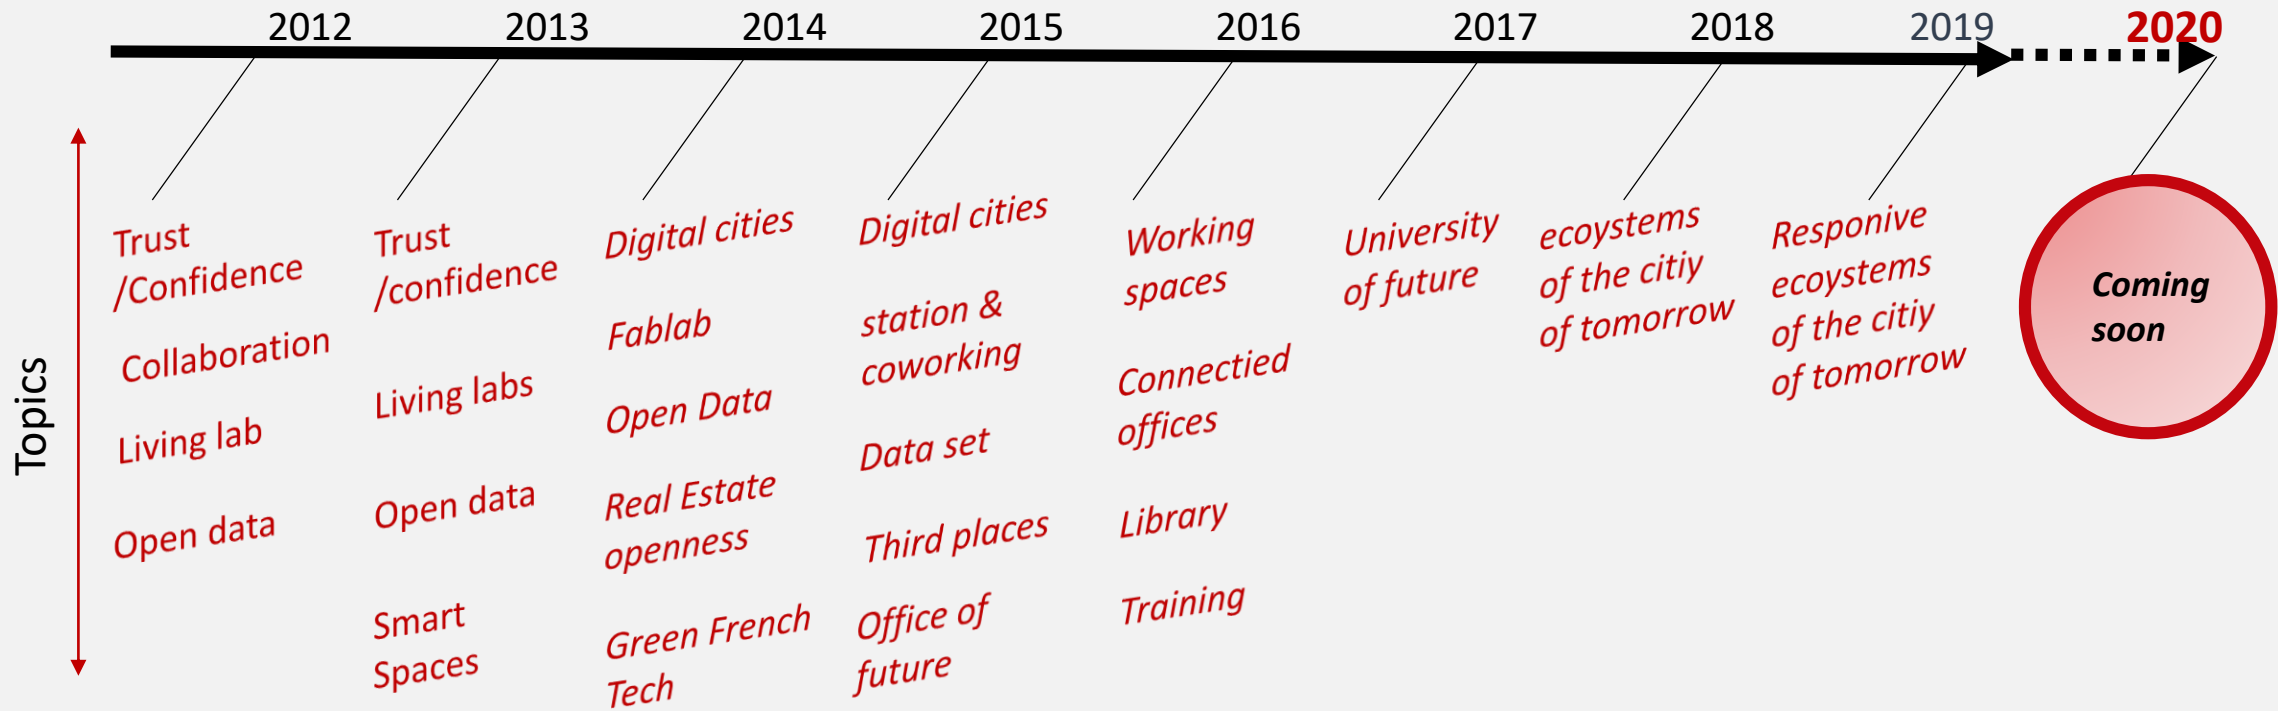 2012
2013
2014
2015
2016
2017
2018
2019
2020
Topics
Trust
/Confidence
Collaboration
Living lab
Open data
Trust
/confidence
Living labs
Open data
Smart
Spaces
Digital cities
Fablab
Open Data
Real Estate
openness
Green French
Tech
Digital cities
station &
coworking
Data set
Third places
Office of
future
Working
spaces
Connectied
offices
Library
Training
University
of future
ecoystems
of the citiy
of tomorrow
Responive
ecoystems
of the citiy
of tomorrow
Coming
soon